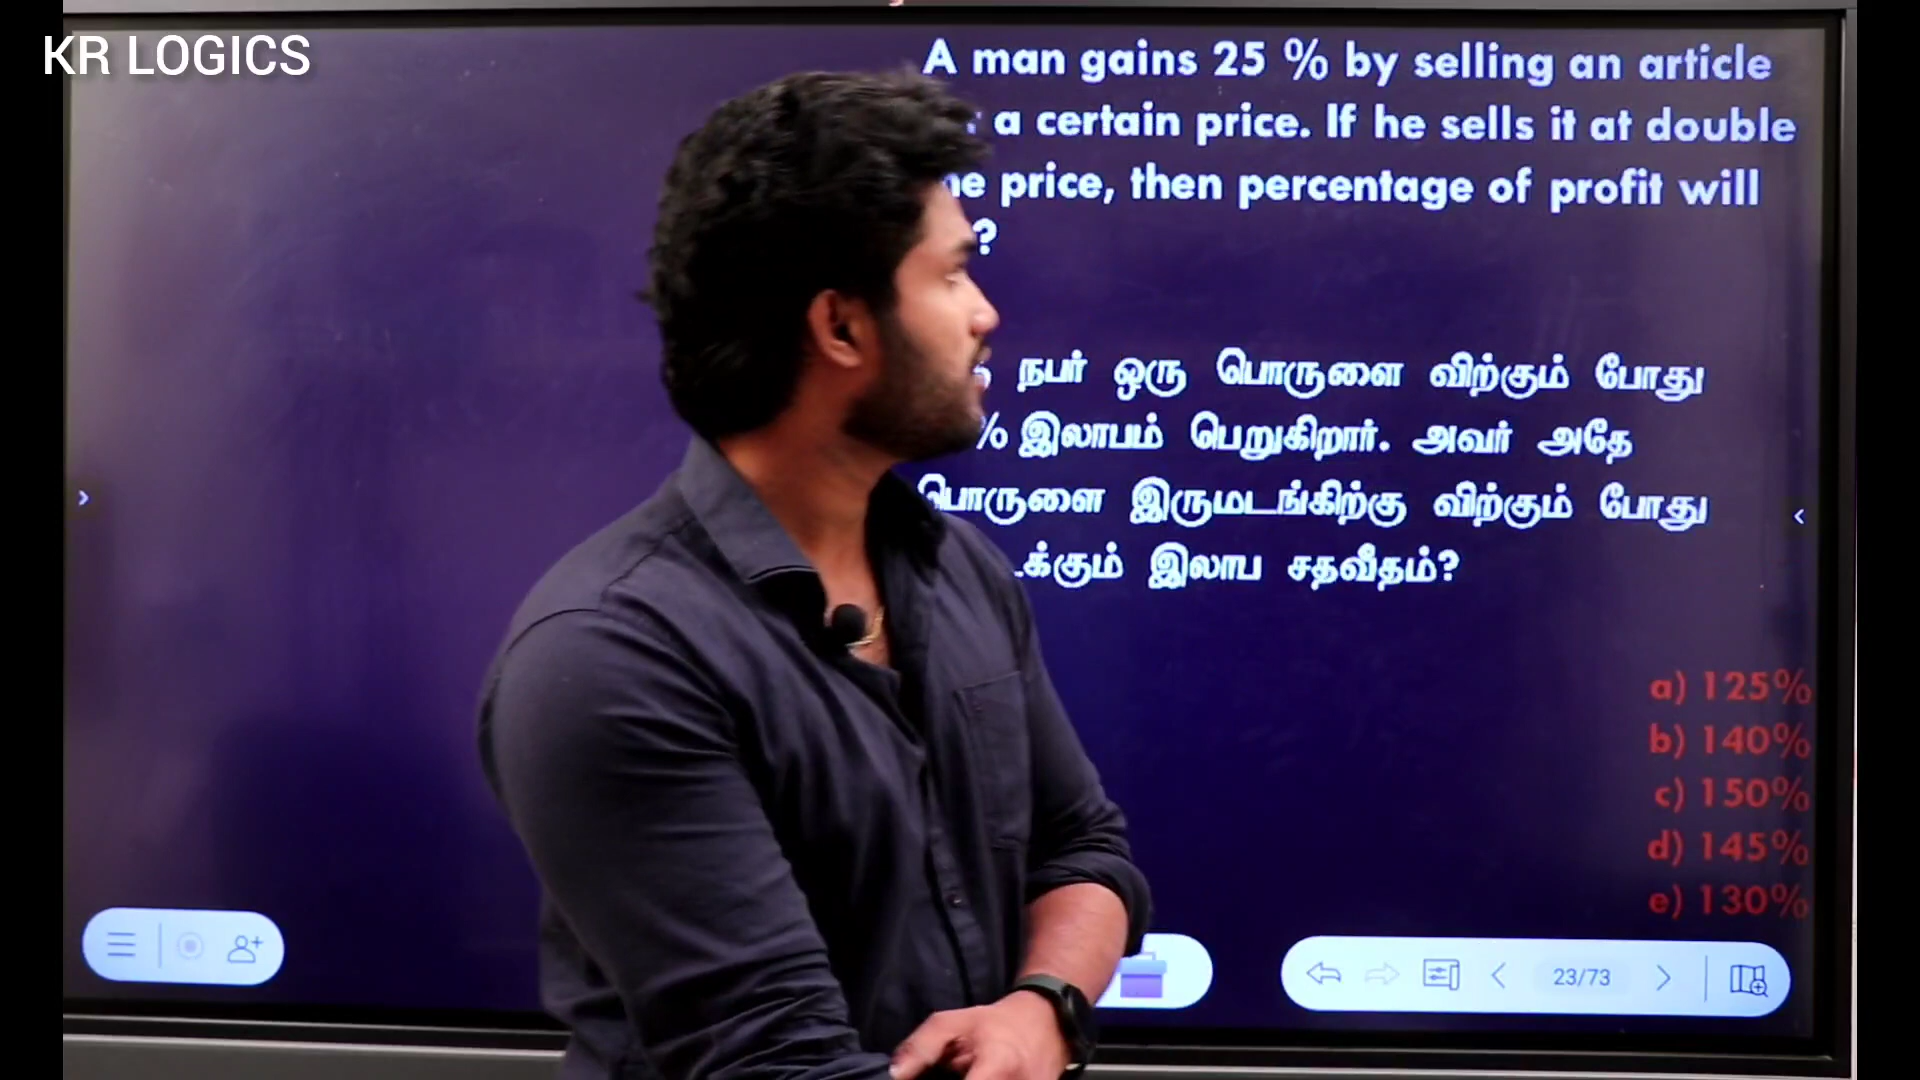 KR LOGICS
A man gains 25 % by selling an article
a certain price. If he sells it at double
price, then percentage of profit will
?
நபர் ஒரு பொருளை விற்கும் போது
% இலாபம் பெறுகிறார். அவர் அதே
பொருளை இருமடங்கிற்கு விற்கும் போது
இலாப சதவீதம்?
a) 125%
b) 140%
c) 150%
d) 145%
e) 130%
23/73